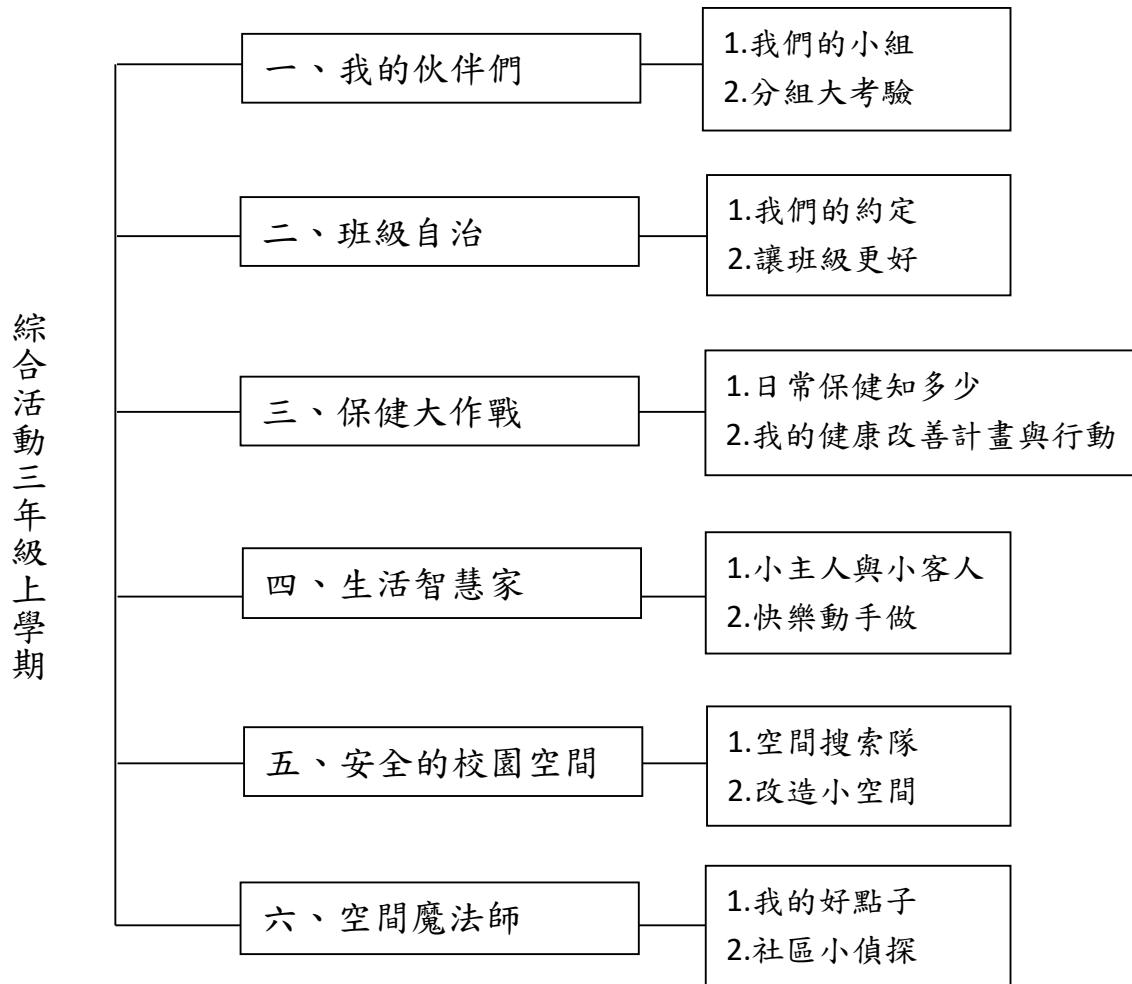 綜合活動三年級上學期
一、我的伙伴們
1.我們的小組
2.分組大考驗
二、班級自治
1.我們的約定
2.讓班級更好
三、保健大作戰
1.日常保健知多少
2.我的健康改善計畫與行動
四、生活智慧家
1.小主人與小客人
2.快樂動手做
五、安全的校園空間
1.空間搜索隊
2.改造小空間
六、空間魔法師
1.我的好點子
2.社區小偵探